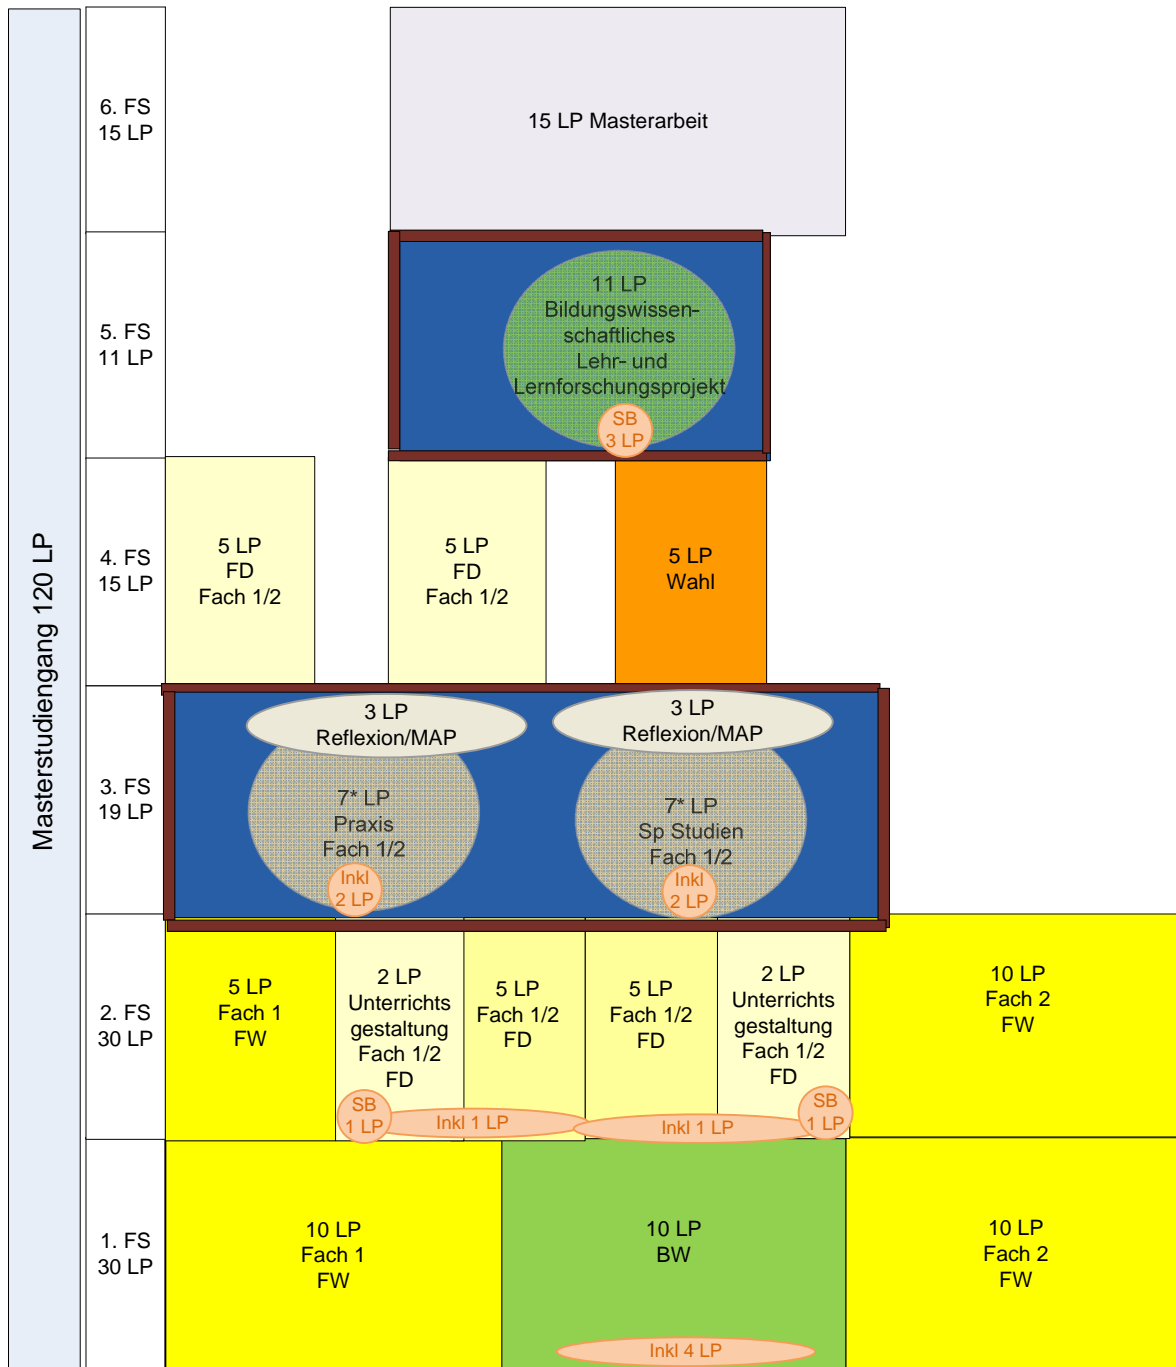 Masterstudiengang 120 LP
6. FS
15 LP
15 LP Masterarbeit
5. FS
11 LP
11 LP
Bildungswissen-
schaftliches
Lehr- und
Lernforschungsprojekt
SB
3 LP
4. FS
15 LP
5 LP
FD
Fach 1/2
5 LP
FD
Fach 1/2
5 LP
Wahl
3. FS
19 LP
3 LP
Reflexion/MAP
7* LP
Praxis
Fach 1/2
Inkl
2 LP
3 LP
Reflexion/MAP
7* LP
Sp Studien
Fach 1/2
Inkl
2 LP
2. FS
30 LP
5 LP
Fach 1
FW
2 LP
Unterrichts
gestaltung
Fach 1/2
FD
5 LP
Fach 1/2
FD
5 LP
Fach 1/2
FD
2 LP
Unterrichts
gestaltung
Fach 1/2
FD
10 LP
Fach 2
FW
SB
1 LP
Inkl 1 LP
Inkl 1 LP
SB
1 LP
1. FS
30 LP
10 LP
Fach 1
FW
10 LP
BW
Inkl 4 LP
10 LP
Fach 2
FW